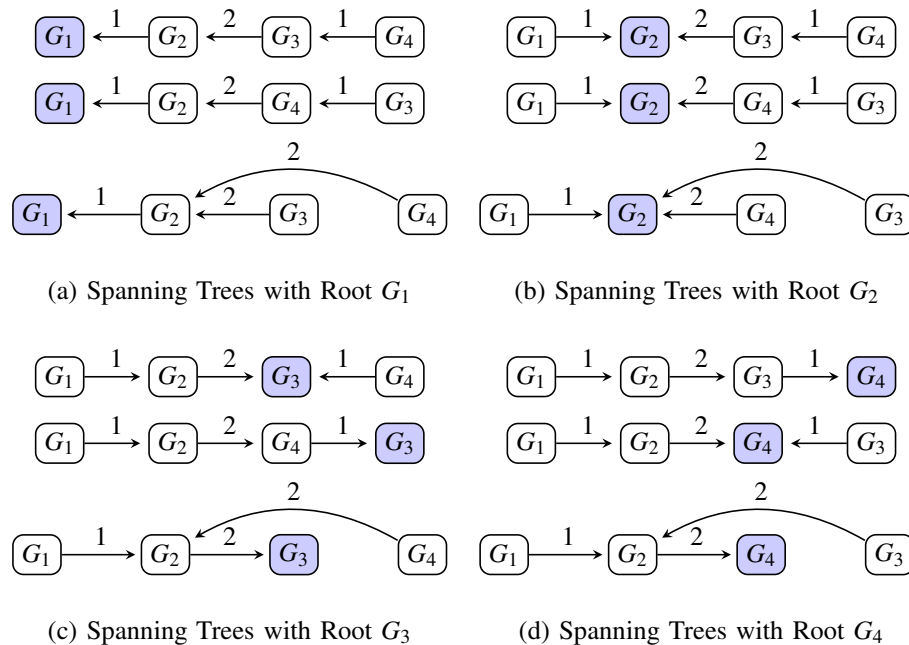 1 2 1
G₁ G₂ G₃ G₄
1 2 1
G₁ G₂ G₄ G₃
2
1 2
G₁ G₂ G₃ G₄
(a) Spanning Trees with Root G₁
1 2 1
G₁ G₂ G₃ G₄
1 2 1
G₁ G₂ G₄ G₃
2
1 2
G₁ G₂ G₄ G₃
(b) Spanning Trees with Root G₂
1 2 1
G₁ G₂ G₃ G₄
1 2 1
G₁ G₂ G₄ G₃
2
1 2
G₁ G₂ G₃ G₄
(c) Spanning Trees with Root G₃
1 2 1
G₁ G₂ G₃ G₄
1 2 1
G₁ G₂ G₄ G₃
2
1 2
G₁ G₂ G₄ G₃
(d) Spanning Trees with Root G₄